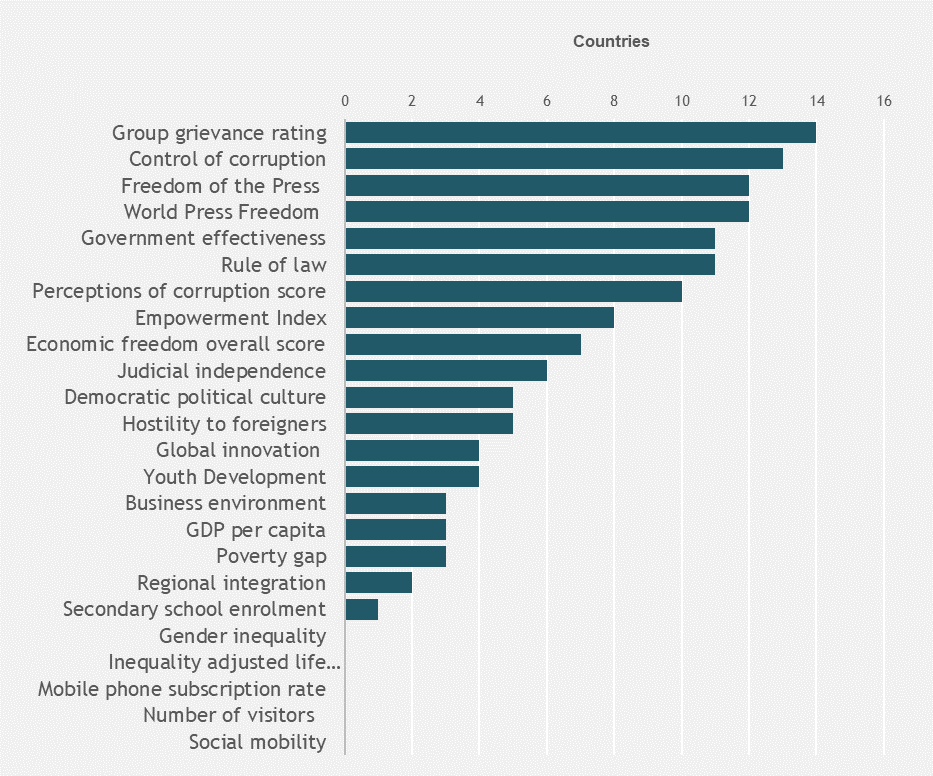 Countries
0 2 4 6 8 10 12 14 16
Group grievance rating
Control of corruption
Freedom of the Press
World Press Freedom
Government effectiveness
Rule of law
Perceptions of corruption score
Empowerment Index
Economic freedom overall score
Judicial independence
Democratic political culture
Hostility to foreigners
Global innovation
Youth Development
Business environment
GDP per capita
Poverty gap
Regional integration
Secondary school enrolment
Gender inequality
Inequality adjusted life...
Mobile phone subscription rate
Number of visitors
Social mobility